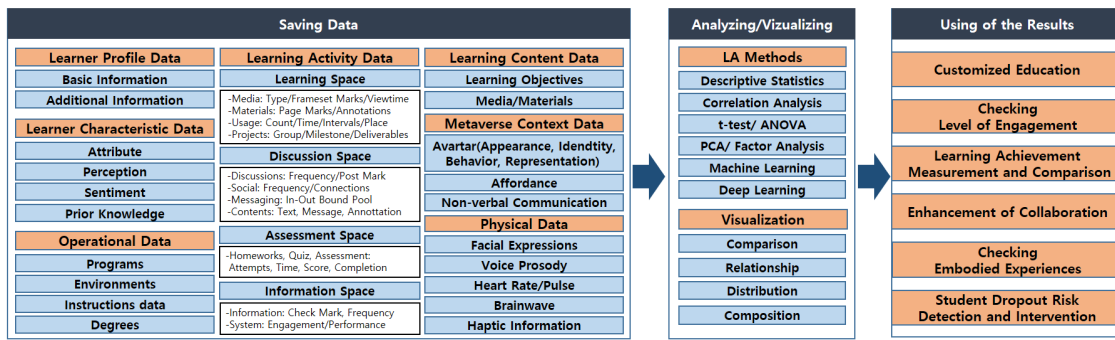 Saving Data
Learner Profile Data
Basic Information
Additional Information
Learner Characteristic Data
Attribute
Perception
Sentiment
Prior Knowledge
Operational Data
Programs
Environments
Instructions data
Degrees
Learning Activity Data
Learning Space
-Media: Type/Frameset Marks/Viewtime
-Materials: Page Marks/Annotations
-Usage: Count/Time/Intervals/Place
-Projects: Group/Milestone/Deliverables
Discussion Space
-Discussions: Frequency/Post Mark
-Social: Frequency/Connections
-Messaging: In-Out Bound Pool
-Contents: Text, Message, Annottation
Assessment Space
-Homeworks, Quiz, Assessment:
Attempts, Time, Score, Completion
Information Space
-Information: Check Mark, Frequency
-System: Engagement/Performance
Learning Content Data
Learning Objectives
Media/Materials
Metaverse Context Data
Avartar(Appearance, Idendtity,
Behavior, Representation)
Affordance
Non-verbal Communication
Physical Data
Facial Expressions
Voice Prosody
Heart Rate/Pulse
Brainwave
Haptic Information
Analyzing/Vizualizing
LA Methods
Descriptive Statistics
Correlation Analysis
t-test/ ANOVA
PCA/ Factor Analysis
Machine Learning
Deep Learning
Visualization
Comparison
Relationship
Distribution
Composition
Using of the Results
Customized Education
Checking
Level of Engagement
Learning Achievement
Measurement and Comparison
Enhancement of Collaboration
Checking
Embodied Experiences
Student Dropout Risk
Detection and Intervention